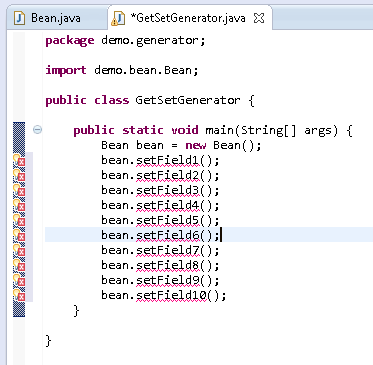 Bean.java *GetSetGenerator.java
package demo.generator;
import demo.bean.Bean;
public class GetSetGenerator {
public static void main(String[] args) {
Bean bean = new Bean();
bean.setField1();
bean.setField2();
bean.setField3();
bean.setField4();
bean.setField5();
bean.setField6();
bean.setField7();
bean.setField8();
bean.setField9();
bean.setField10();
}
}